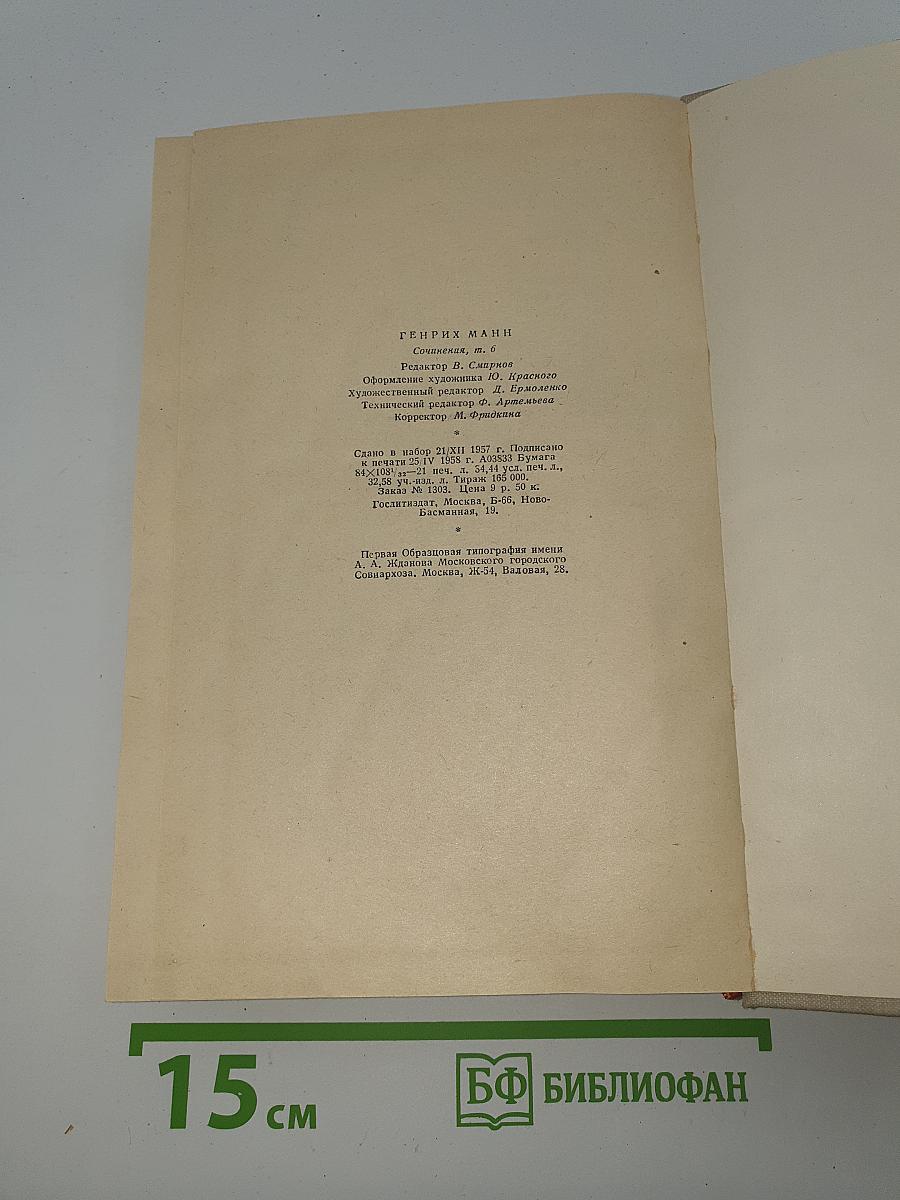 ГЕНРИХ МАНН
Сочинения, т. 6
Редактор В. Смирнов
Оформление художника Ю. Красного
Художественный редактор Д. Ермоленко
Технический редактор Ф. Артемьева
Корректор М. Фридкина
*
Сдано в набор 21/XII 1957 г. Подписано
к печати 25/IV 1958 г. А03833 Бумага
84×108¹/₃₂—21 печ. л. 34,44 усл. печ. л.,
32,58 уч.-изд. л. Тираж 165 000.
Заказ № 1303. Цена 9 р. 50 к.
Гослитиздат, Москва, Б-66, Ново-
Басманная, 19.
*
Первая Образцовая типография имени
А. А. Жданова Московского городского
Совнархоза. Москва, Ж-54, Валовая, 28.
15 см
БФ БИБЛИОФАН